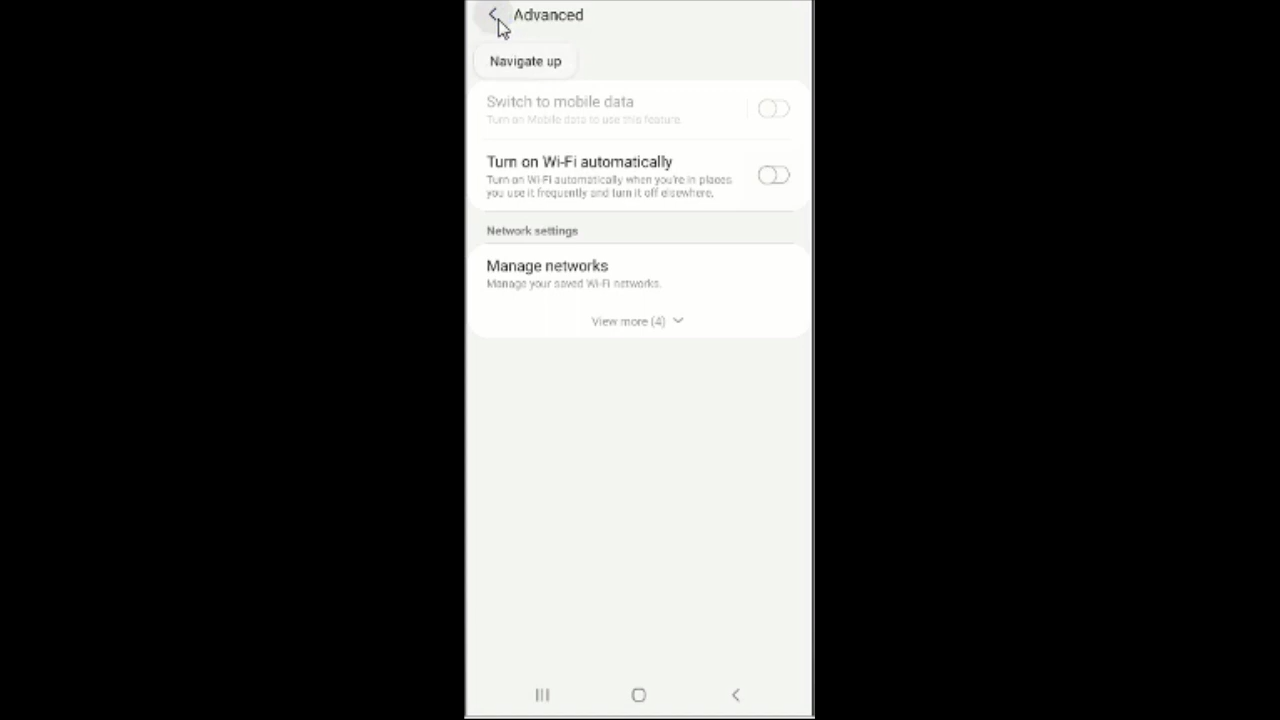 Advanced
Navigate up
Switch to mobile data
Turn on Mobile data to use this feature.
Turn on Wi-Fi automatically
Turn on Wi-Fi automatically when you're in places
you use it frequently and turn it off elsewhere.
Network settings
Manage networks
Manage your saved Wi-Fi networks.
View more (4)